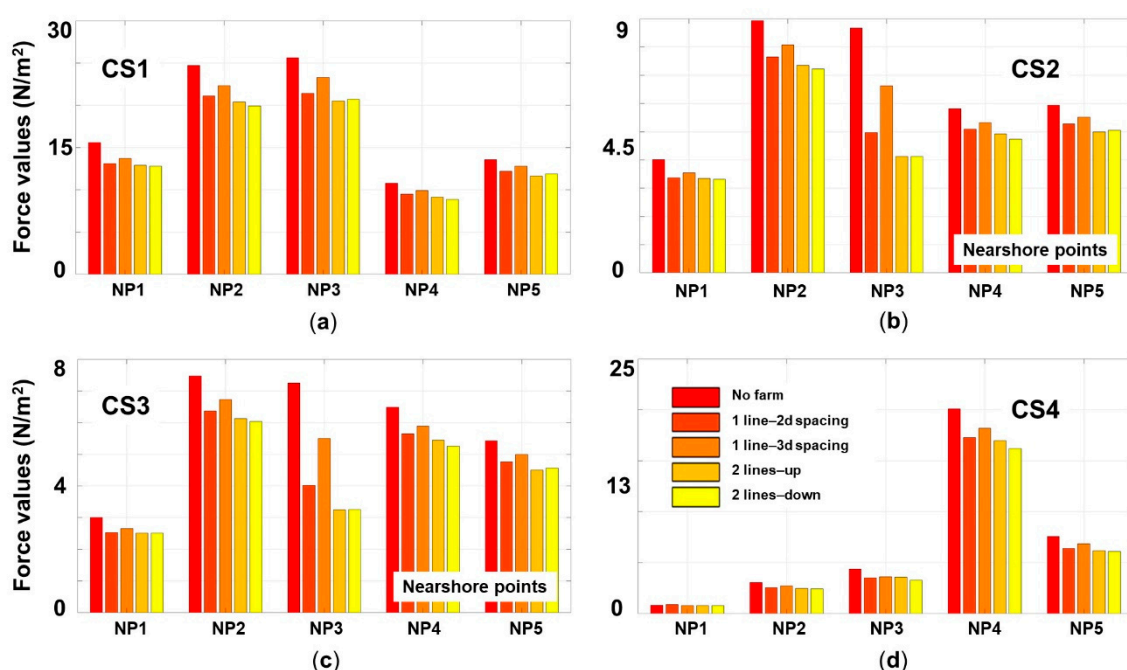 30
CS1
15
0
Force values (N/m²)
NP1 NP2 NP3 NP4 NP5
(a)
9
CS2
4.5
0
Nearshore points
NP1 NP2 NP3 NP4 NP5
(b)
8
CS3
4
0
Force values (N/m²)
Nearshore points
NP1 NP2 NP3 NP4 NP5
(c)
25
CS4
13
0
No farm
1 line–2d spacing
1 line–3d spacing
2 lines–up
2 lines–down
NP1 NP2 NP3 NP4 NP5
(d)